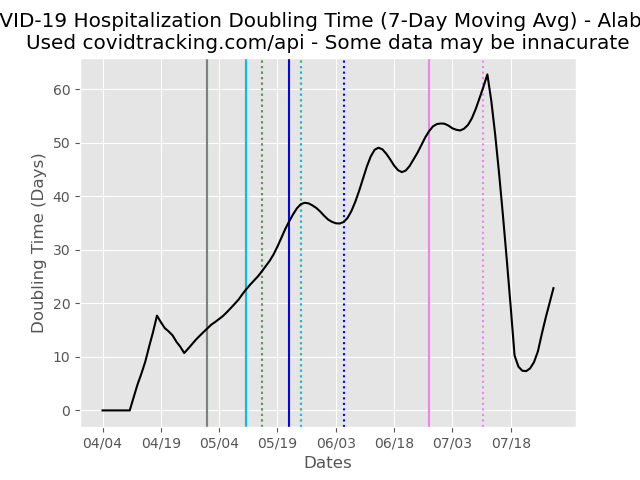 VID-19 Hospitalization Doubling Time (7-Day Moving Avg) - Alab
Used covidtracking.com/api - Some data may be innacurate
Doubling Time (Days)
60
50
40
30
20
10
0
04/04 04/19 05/04 05/19 06/03 06/18 07/03 07/18
Dates